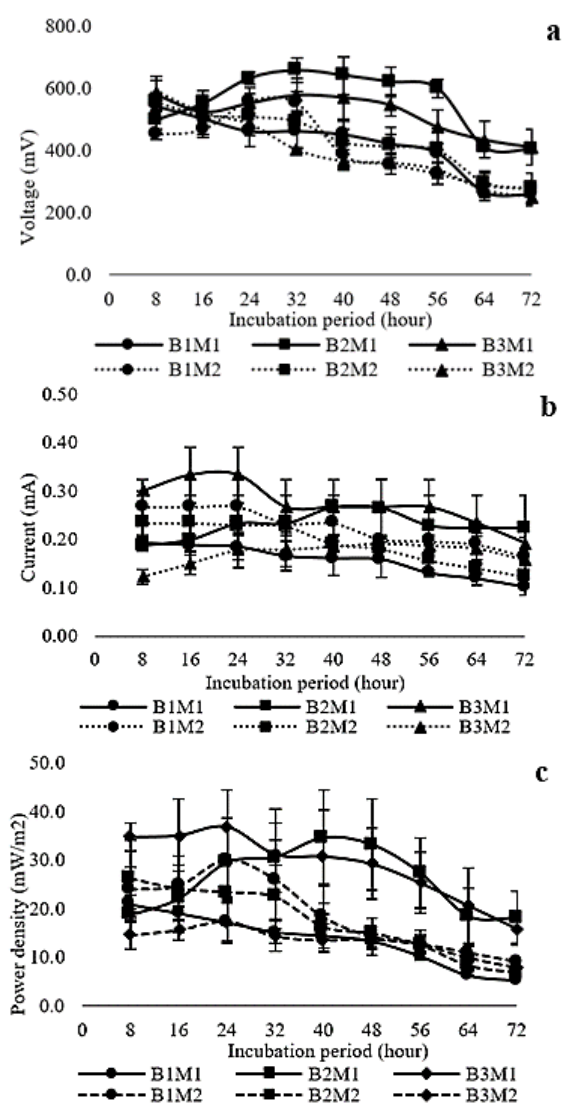 a
800.0
600.0
400.0
200.0
0.0
Voltage (mV)
0 8 16 24 32 40 48 56 64 72
Incubation period (hour)
B1M1 B2M1 B3M1
B1M2 B2M2 B3M2
b
0.50
0.40
0.30
0.20
0.10
0.00
Current (mA)
0 8 16 24 32 40 48 56 64 72
Incubation period (hour)
B1M1 B2M1 B3M1
B1M2 B2M2 B3M2
c
50.0
40.0
30.0
20.0
10.0
0.0
Power density (mW/m2)
0 8 16 24 32 40 48 56 64 72
Incubation period (hour)
B1M1 B2M1 B3M1
B1M2 B2M2 B3M2